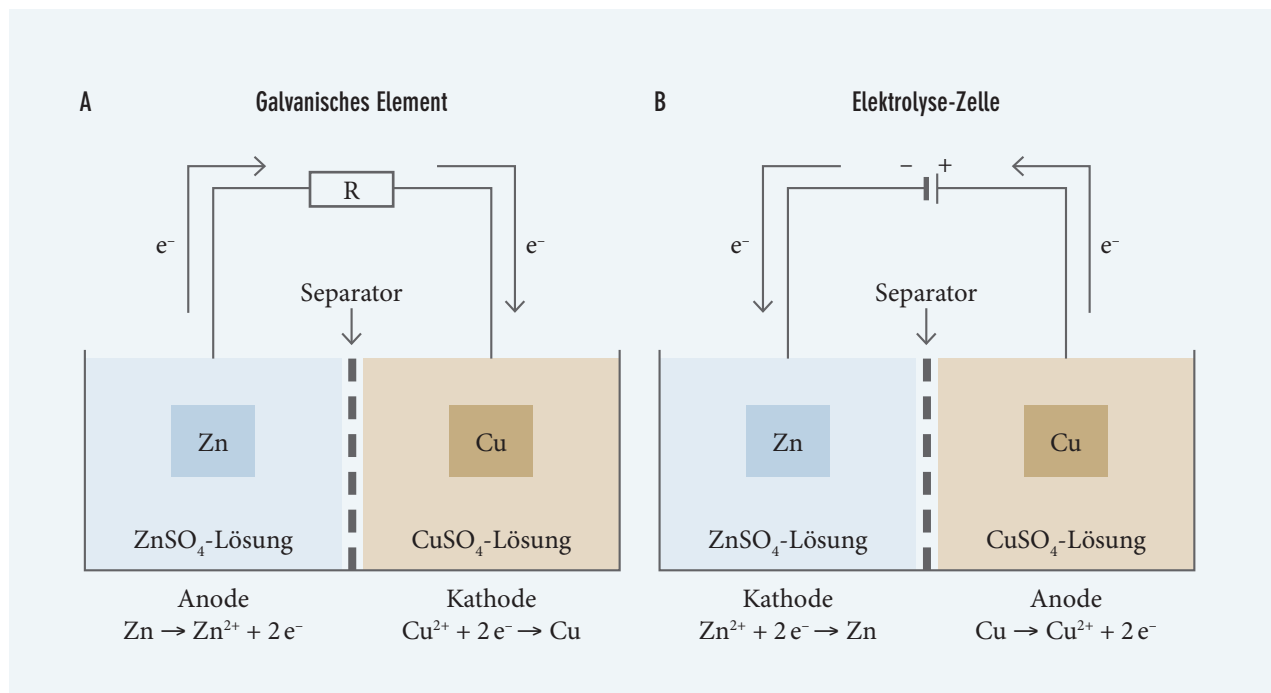 A Galvanisches Element
R
e⁻ e⁻
Separator
Zn Cu
ZnSO₄-Lösung CuSO₄-Lösung
Anode Kathode
Zn → Zn²⁺ + 2 e⁻ Cu²⁺ + 2 e⁻ → Cu
B Elektrolyse-Zelle
– +
e⁻ e⁻
Separator
Zn Cu
ZnSO₄-Lösung CuSO₄-Lösung
Kathode Anode
Zn²⁺ + 2 e⁻ → Zn Cu → Cu²⁺ + 2 e⁻